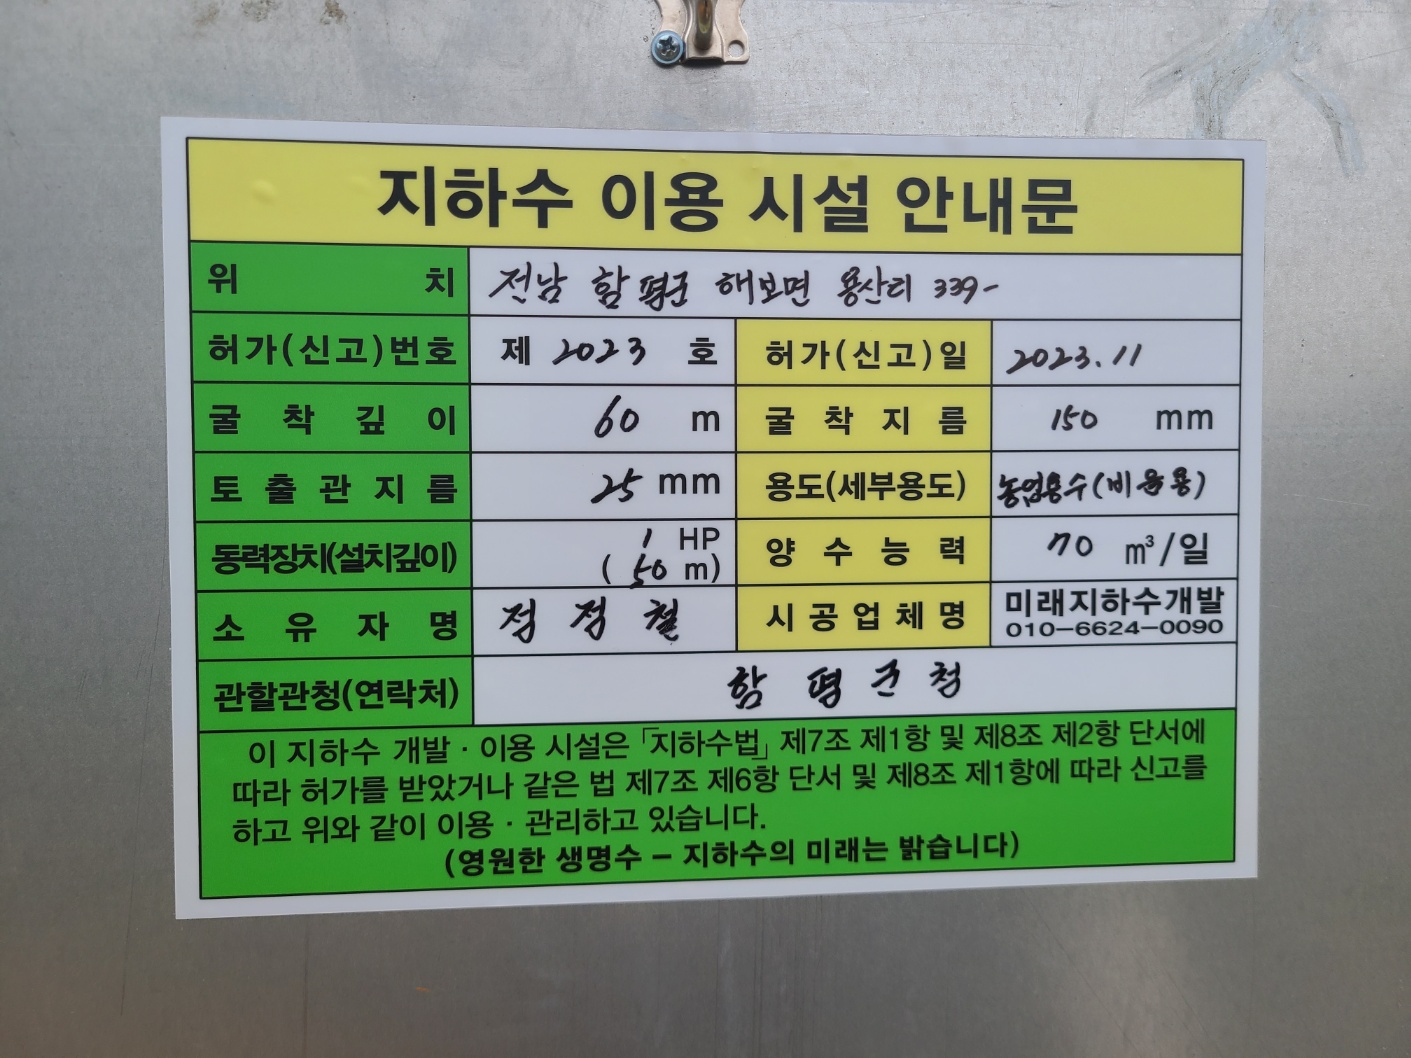 지하수 이용 시설 안내문
위 치 전남 함평군 해보면 용산리 339-
허가(신고)번호 제 2023 호 허가(신고)일 2023.11
굴착깊이 60 m 굴착지름 150 mm
토출관지름 25 mm 용도(세부용도) 농업용수(비음용)
동력장치(설치깊이) 1 HP (50 m) 양수능력 70 m³/일
소유자명 정정철 시공업체명 미래지하수개발 010-6624-0090
관할관청(연락처) 함평군청
이 지하수 개발·이용 시설은 「지하수법」 제7조 제1항 및 제8조 제2항 단서에
따라 허가를 받았거나 같은 법 제7조 제6항 단서 및 제8조 제1항에 따라 신고를
하고 위와 같이 이용·관리하고 있습니다.
(영원한 생명수 - 지하수의 미래는 밝습니다)